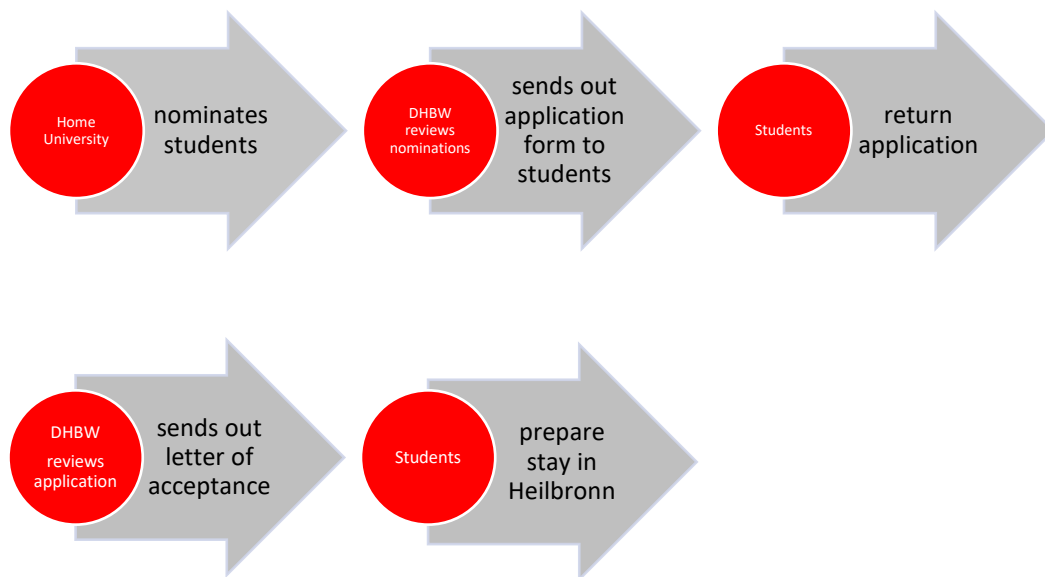 Home
University
nominates
students
DHBW
reviews
nominations
sends out
application
form to
students
Students
return
application
DHBW
reviews
application
sends out
letter of
acceptance
Students
prepare
stay in
Heilbronn